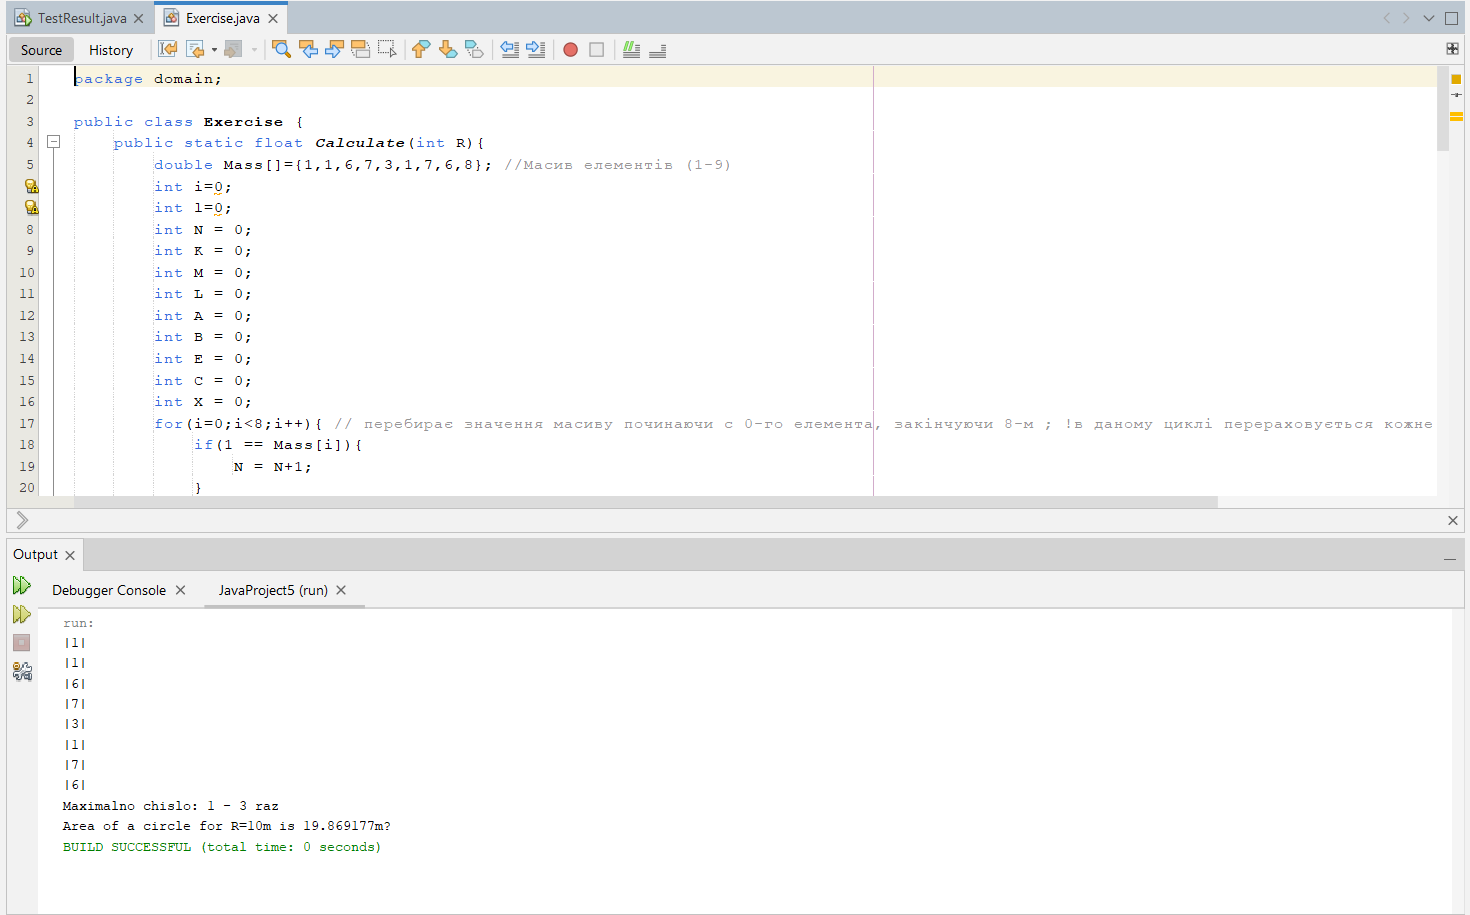 TestResult.java Exercise.java
Source History
1 package domain;
2
3 public class Exercise {
4 public static float Calculate(int R){
5 double Mass[]={1,1,6,7,3,1,7,6,8}; //Масив елементів (1-9)
int i=0;
int l=0;
8 int N = 0;
9 int K = 0;
10 int M = 0;
11 int L = 0;
12 int A = 0;
13 int B = 0;
14 int E = 0;
15 int C = 0;
16 int X = 0;
17 for(i=0;i<8;i++){ // перебирає значення масиву починаючи с 0-го елемента, закінчуючи 8-м ; !в даному циклі перераховується кожне
18 if(1 == Mass[i]){
19 N = N+1;
20 }
Output
Debugger Console JavaProject5 (run)
run:
|1|
|1|
|6|
|7|
|3|
|1|
|7|
|6|
Maximalno chislo: 1 - 3 raz
Area of a circle for R=10m is 19.869177m?
BUILD SUCCESSFUL (total time: 0 seconds)